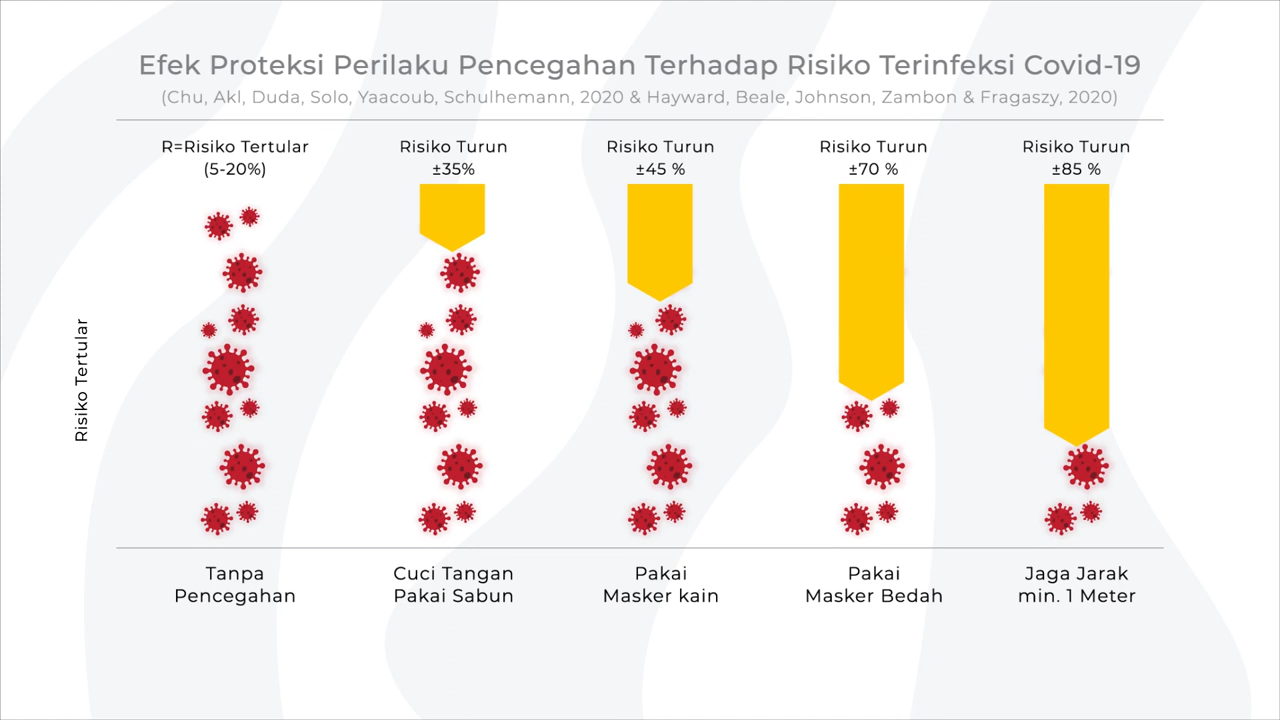 Efek Proteksi Perilaku Pencegahan Terhadap Risiko Terinfeksi Covid-19
(Chu, Akl, Duda, Solo, Yaacoub, Schulhemann, 2020 & Hayward, Beale, Johnson, Zambon & Fragaszy, 2020)
R=Risiko Tertular
(5-20%)
Risiko Turun
±35%
Risiko Turun
±45 %
Risiko Turun
±70 %
Risiko Turun
±85 %
Risiko Tertular
Tanpa
Pencegahan
Cuci Tangan
Pakai Sabun
Pakai
Masker kain
Pakai
Masker Bedah
Jaga Jarak
min. 1 Meter